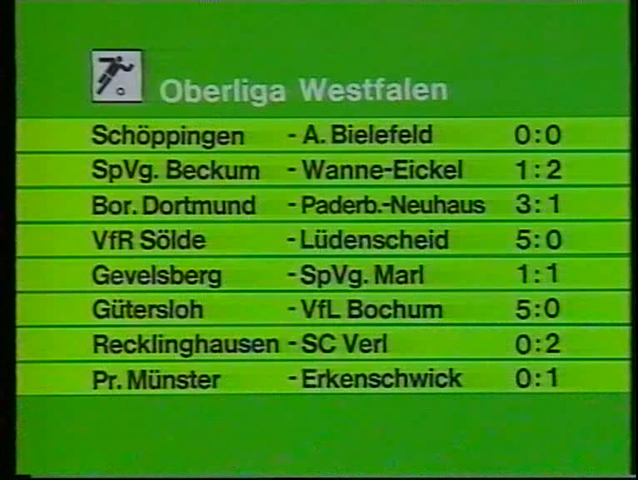 Oberliga Westfalen
Schöppingen - A. Bielefeld 0:0
SpVg. Beckum - Wanne-Eickel 1:2
Bor. Dortmund - Paderb.-Neuhaus 3:1
VfR Sölde - Lüdenscheid 5:0
Gevelsberg - SpVg. Marl 1:1
Gütersloh - VfL Bochum 5:0
Recklinghausen - SC Verl 0:2
Pr. Münster - Erkenschwick 0:1